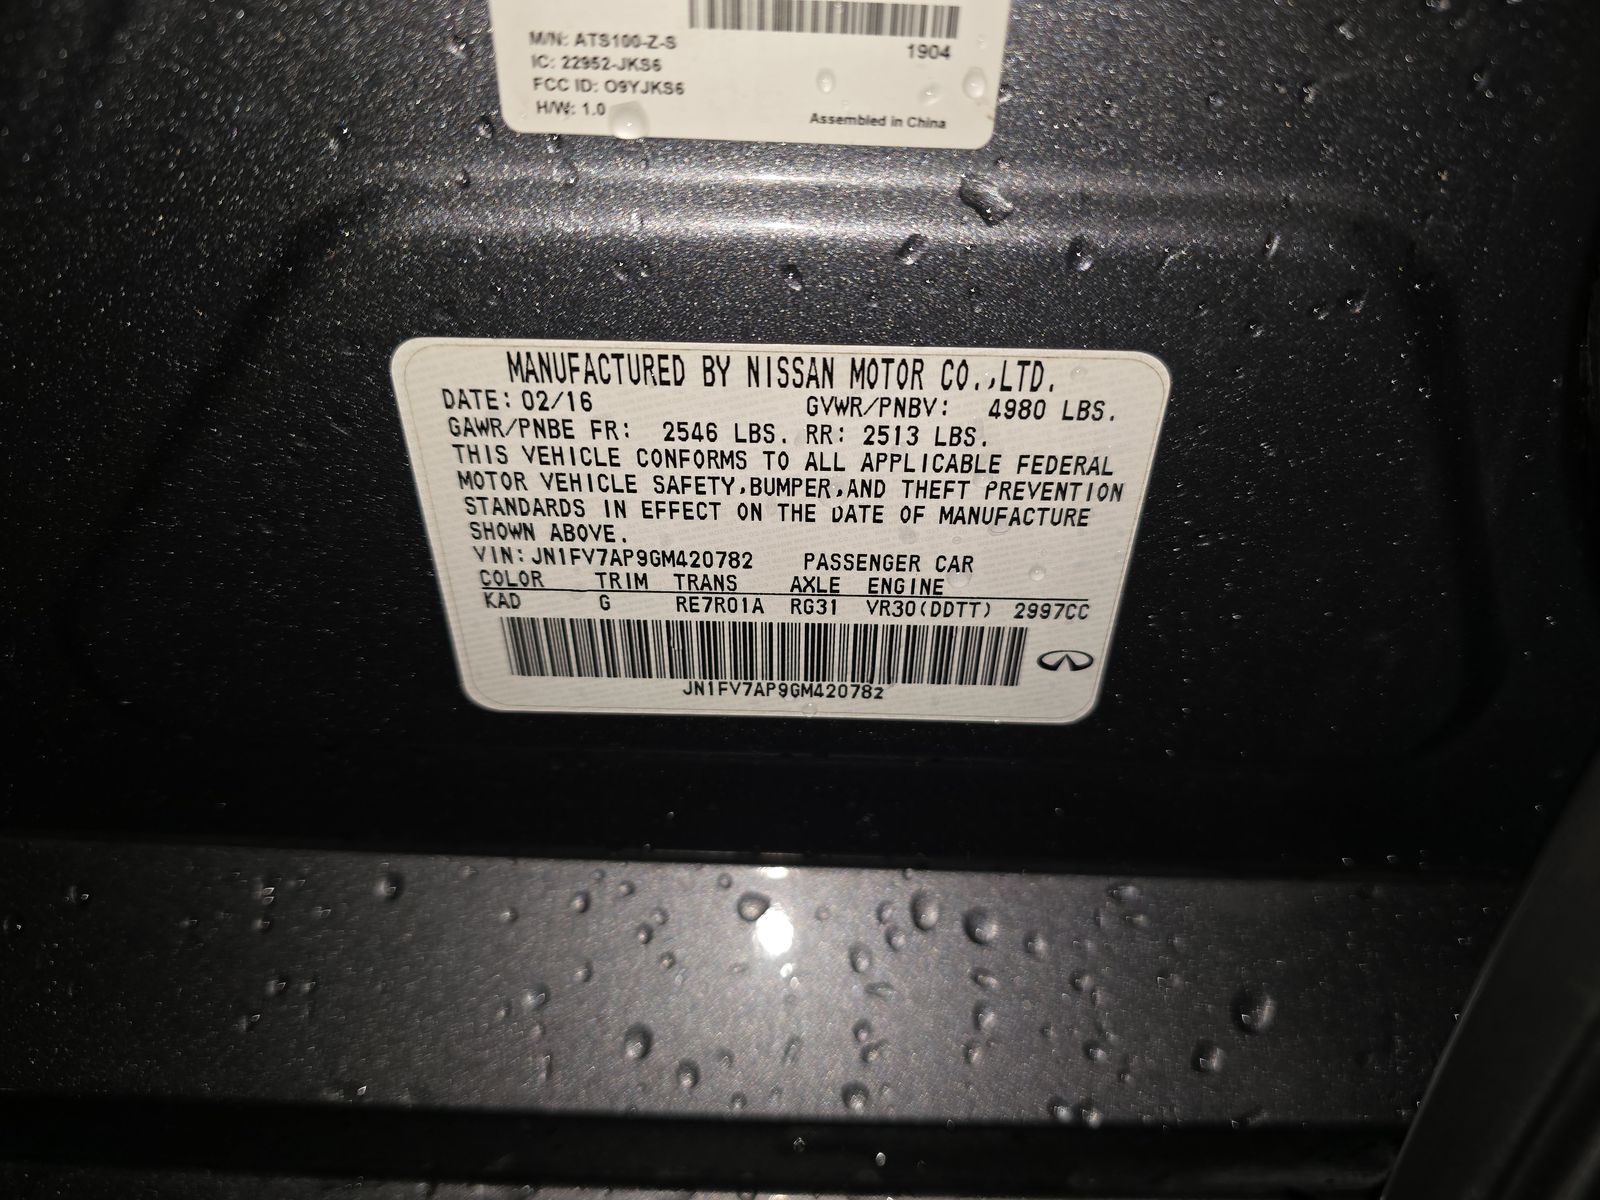 M/N: ATS100-Z-S
1904
IC: 22952-JKS6
FCC ID: O9YJKS6
H/W: 1.0
Assembled in China
MANUFACTURED BY NISSAN MOTOR CO.,LTD.
DATE: 02/16 GVWR/PNBV: 4980 LBS.
GAWR/PNBE FR: 2546 LBS. RR: 2513 LBS.
THIS VEHICLE CONFORMS TO ALL APPLICABLE FEDERAL
MOTOR VEHICLE SAFETY,BUMPER,AND THEFT PREVENTION
STANDARDS IN EFFECT ON THE DATE OF MANUFACTURE
SHOWN ABOVE.
VIN: JN1FV7AP9GM420782 PASSENGER CAR
COLOR TRIM TRANS AXLE ENGINE
KAD G RE7R01A RG31 VR30(DDTT) 2997CC
JN1FV7AP9GM420782